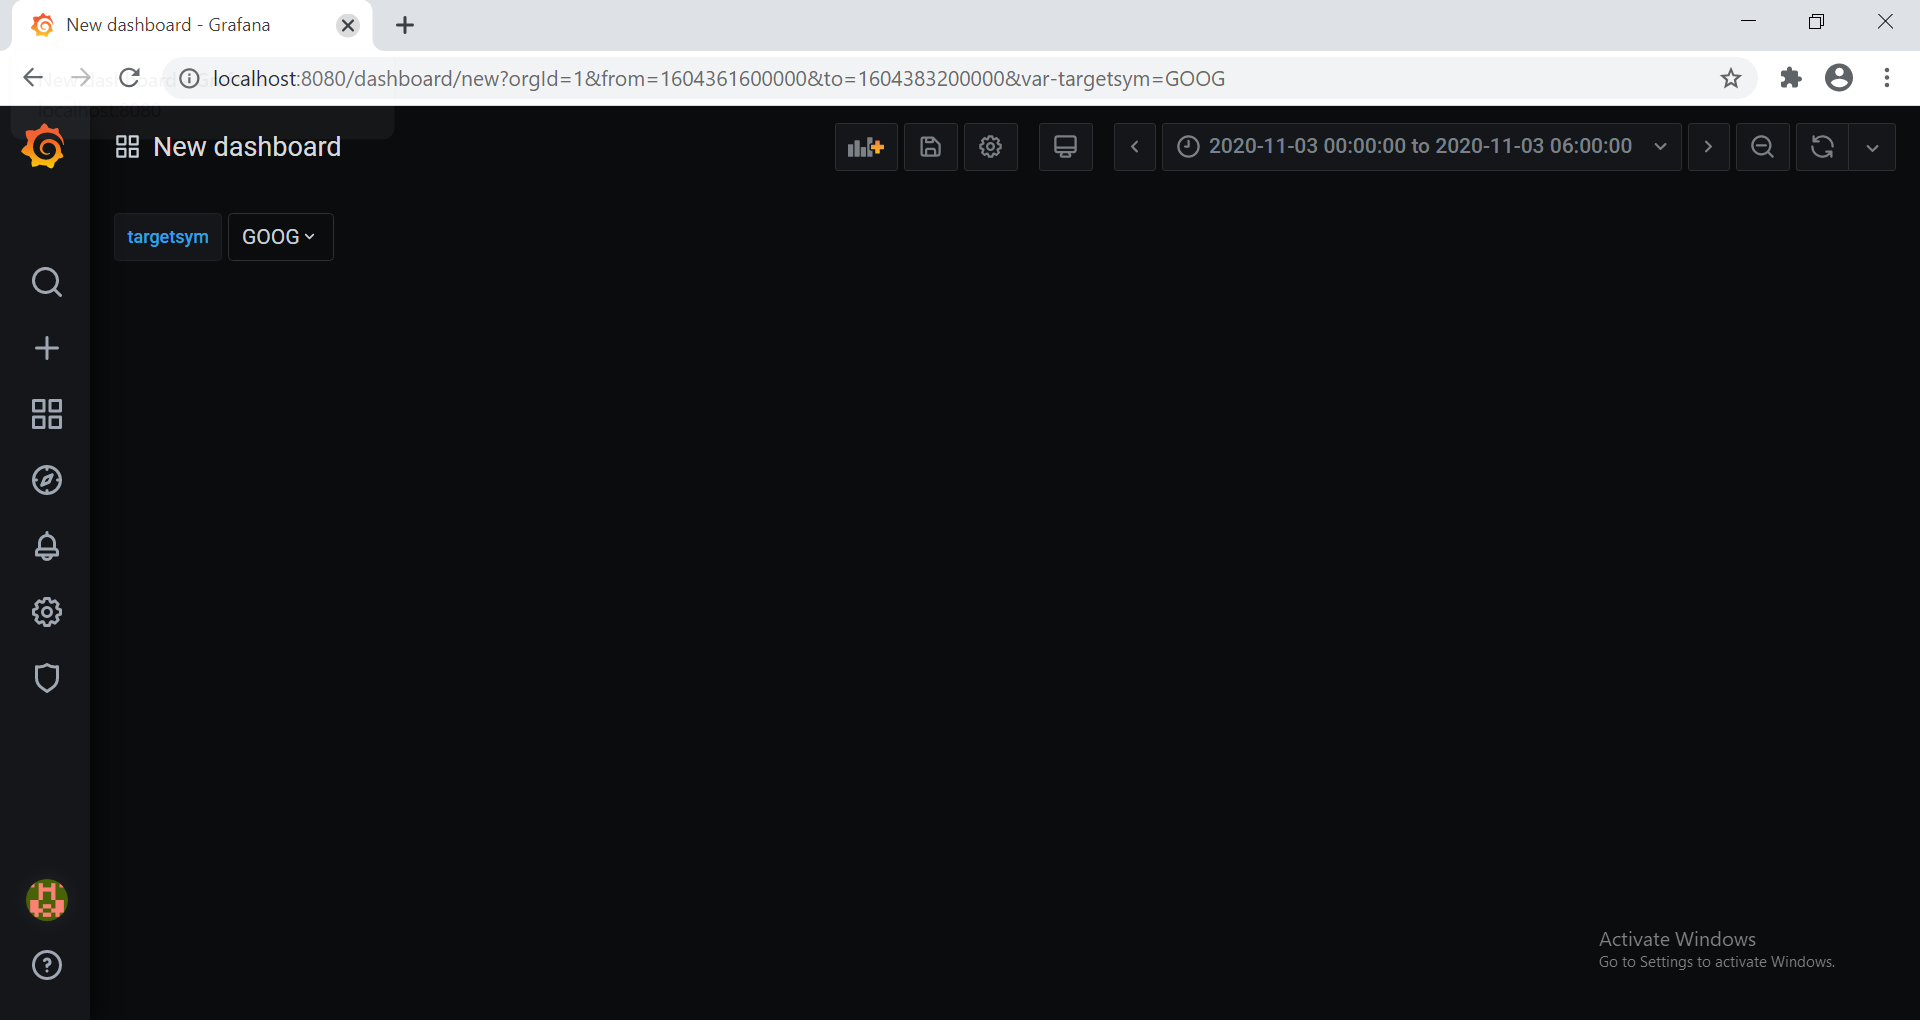 New dashboard - Grafana
localhost:8080/dashboard/new?orgId=1&from=1604361600000&to=1604383200000&var-targetsym=GOOG
localhost:8080
New dashboard
2020-11-03 00:00:00 to 2020-11-03 06:00:00
targetsym
GOOG
Activate Windows
Go to Settings to activate Windows.